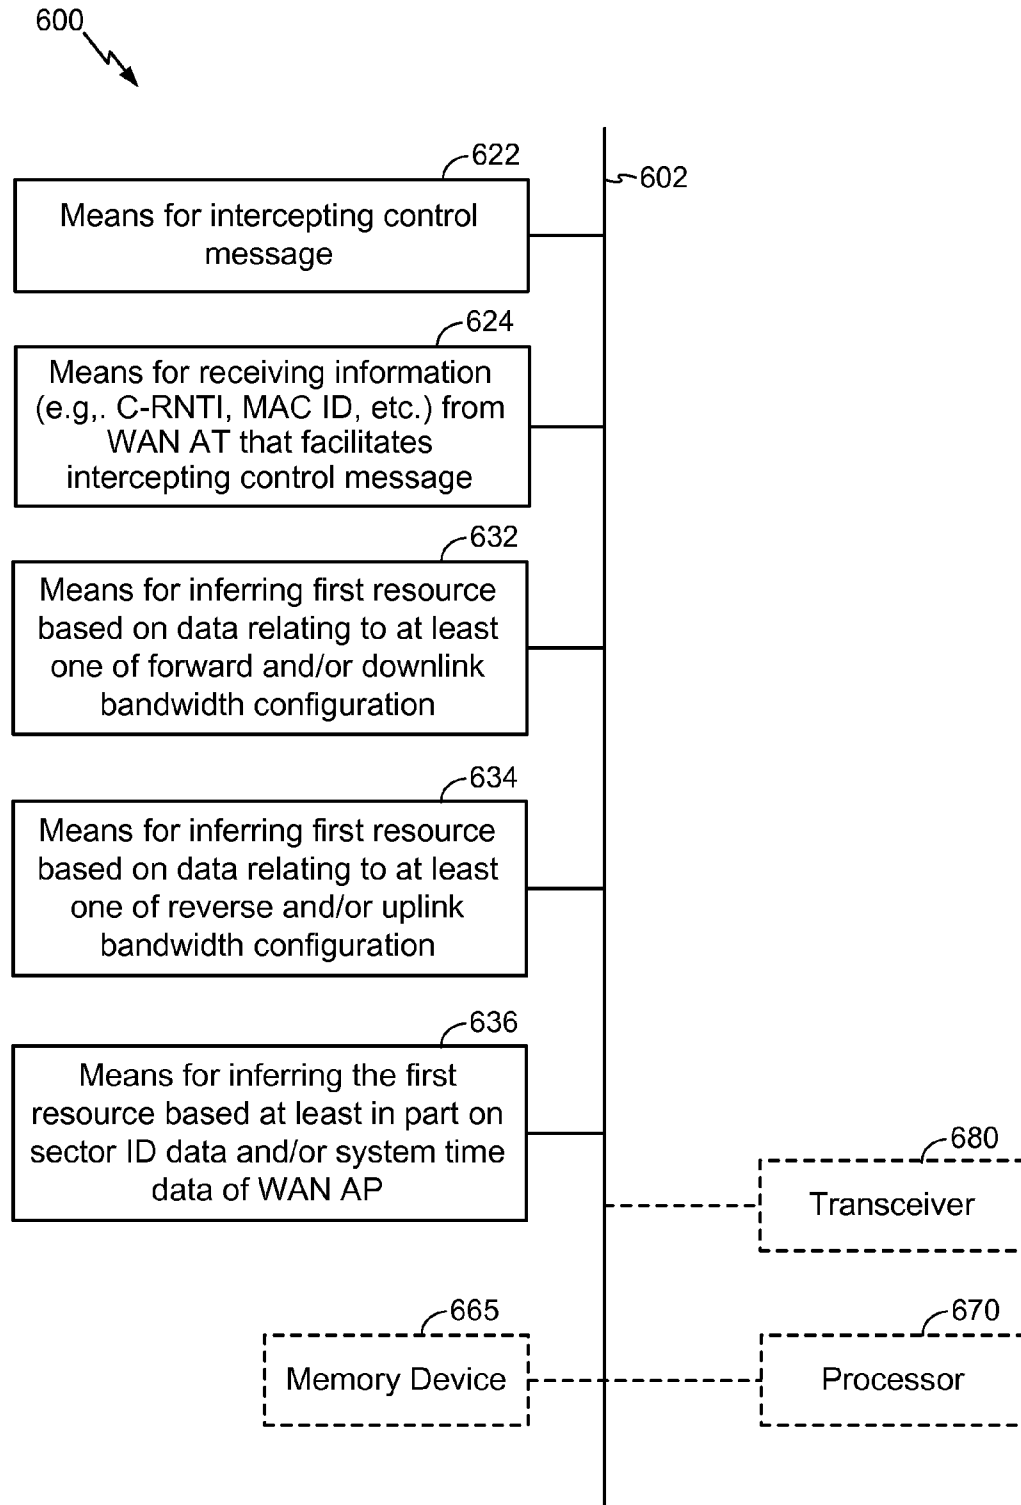 600
622
602
Means for intercepting control
message
624
Means for receiving information
(e.g,. C-RNTI, MAC ID, etc.) from
WAN AT that facilitates
intercepting control message
632
Means for inferring first resource
based on data relating to at least
one of forward and/or downlink
bandwidth configuration
634
Means for inferring first resource
based on data relating to at least
one of reverse and/or uplink
bandwidth configuration
636
Means for inferring the first
resource based at least in part on
sector ID data and/or system time
data of WAN AP
680
Transceiver
665
Memory Device
670
Processor